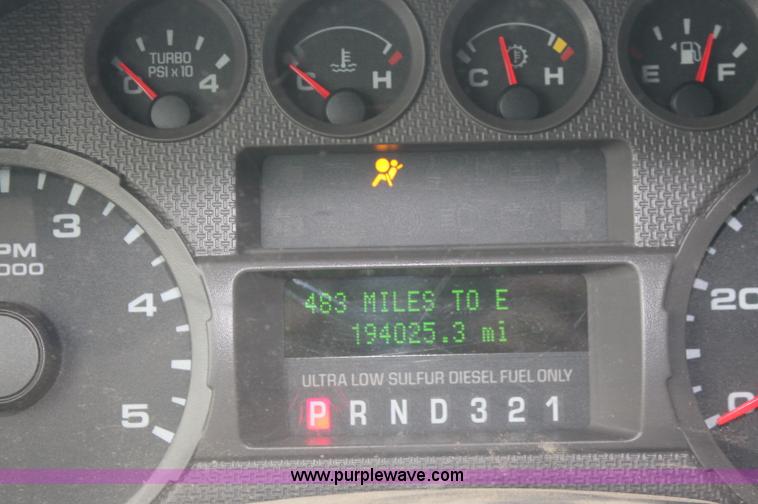 TURBO
PSI x 10
0 4
C H
C H
E F
3
PM
000
4
5
483 MILES TO E
194025.3 mi
ULTRA LOW SULFUR DIESEL FUEL ONLY
P R N D 3 2 1
20
0
www.purplewave.com